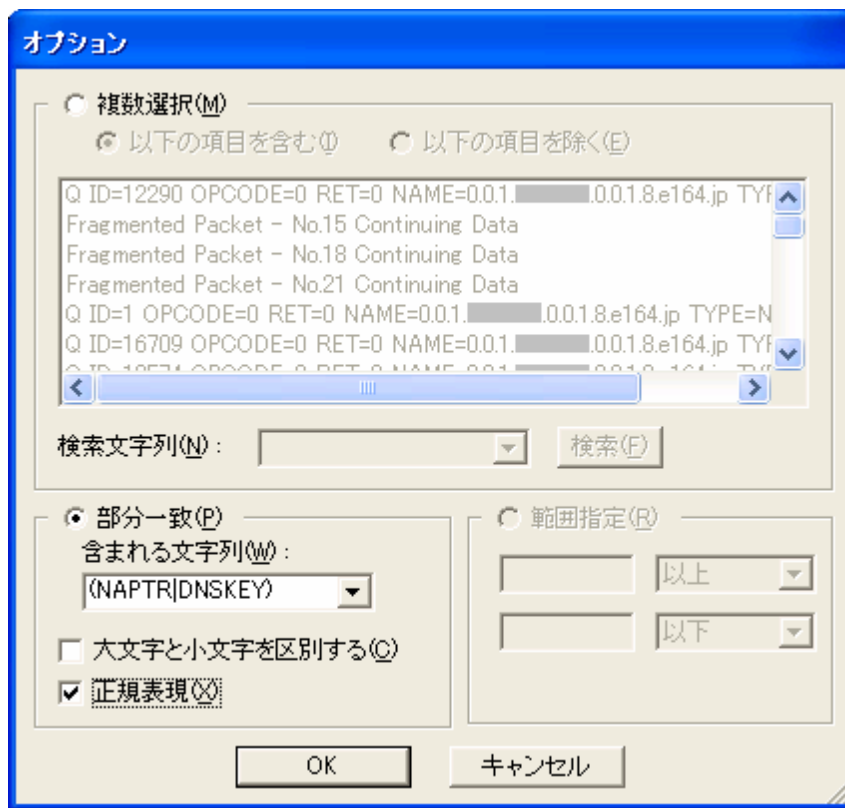 オプション
複数選択(M)
以下の項目を含む(I) 以下の項目を除く(E)
Q ID=12290 OPCODE=0 RET=0 NAME=0.0.1. .0.0.1.8.e164.jp TYP
Fragmented Packet - No.15 Continuing Data
Fragmented Packet - No.18 Continuing Data
Fragmented Packet - No.21 Continuing Data
Q ID=1 OPCODE=0 RET=0 NAME=0.0.1. .0.0.1.8.e164.jp TYPE=N
Q ID=16709 OPCODE=0 RET=0 NAME=0.0.1. .0.0.1.8.e164.jp TYP
検索文字列(N) : 検索(F)
部分一致(P)
含まれる文字列(W) :
(NAPTR|DNSKEY)
大文字と小文字を区別する(C)
正規表現(X)
範囲指定(R)
以上
以下
OK キャンセル